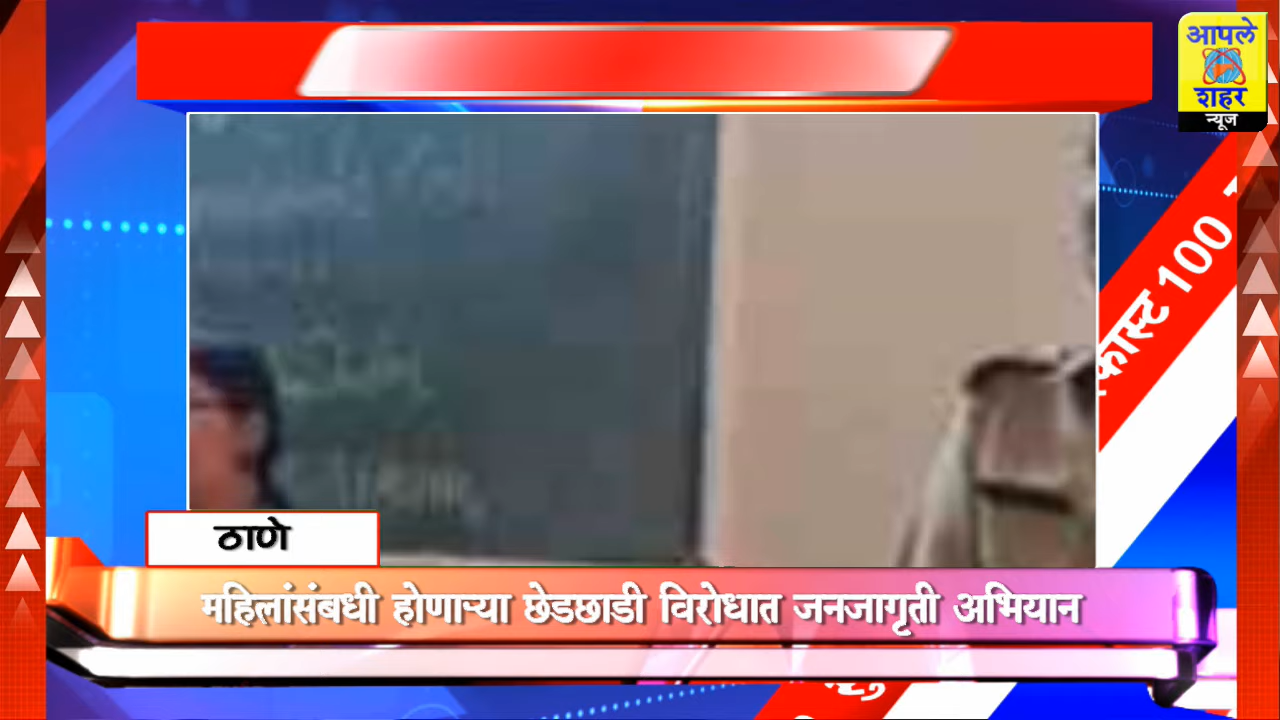 आपले
शहर
न्यूज
100
ठाणे
महिलांसंबधी होणाऱ्या छेडछाडी विरोधात जनजागृती अभियान